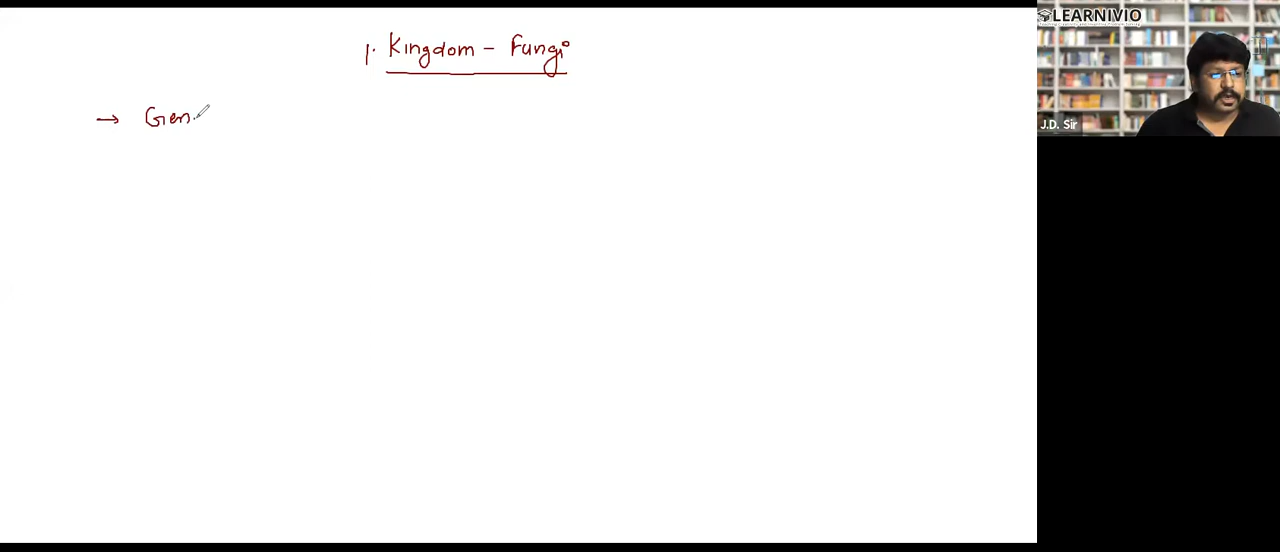 LEARNIVIO
1. Kingdom - Fungi
J.D. Sir
→ Gen.